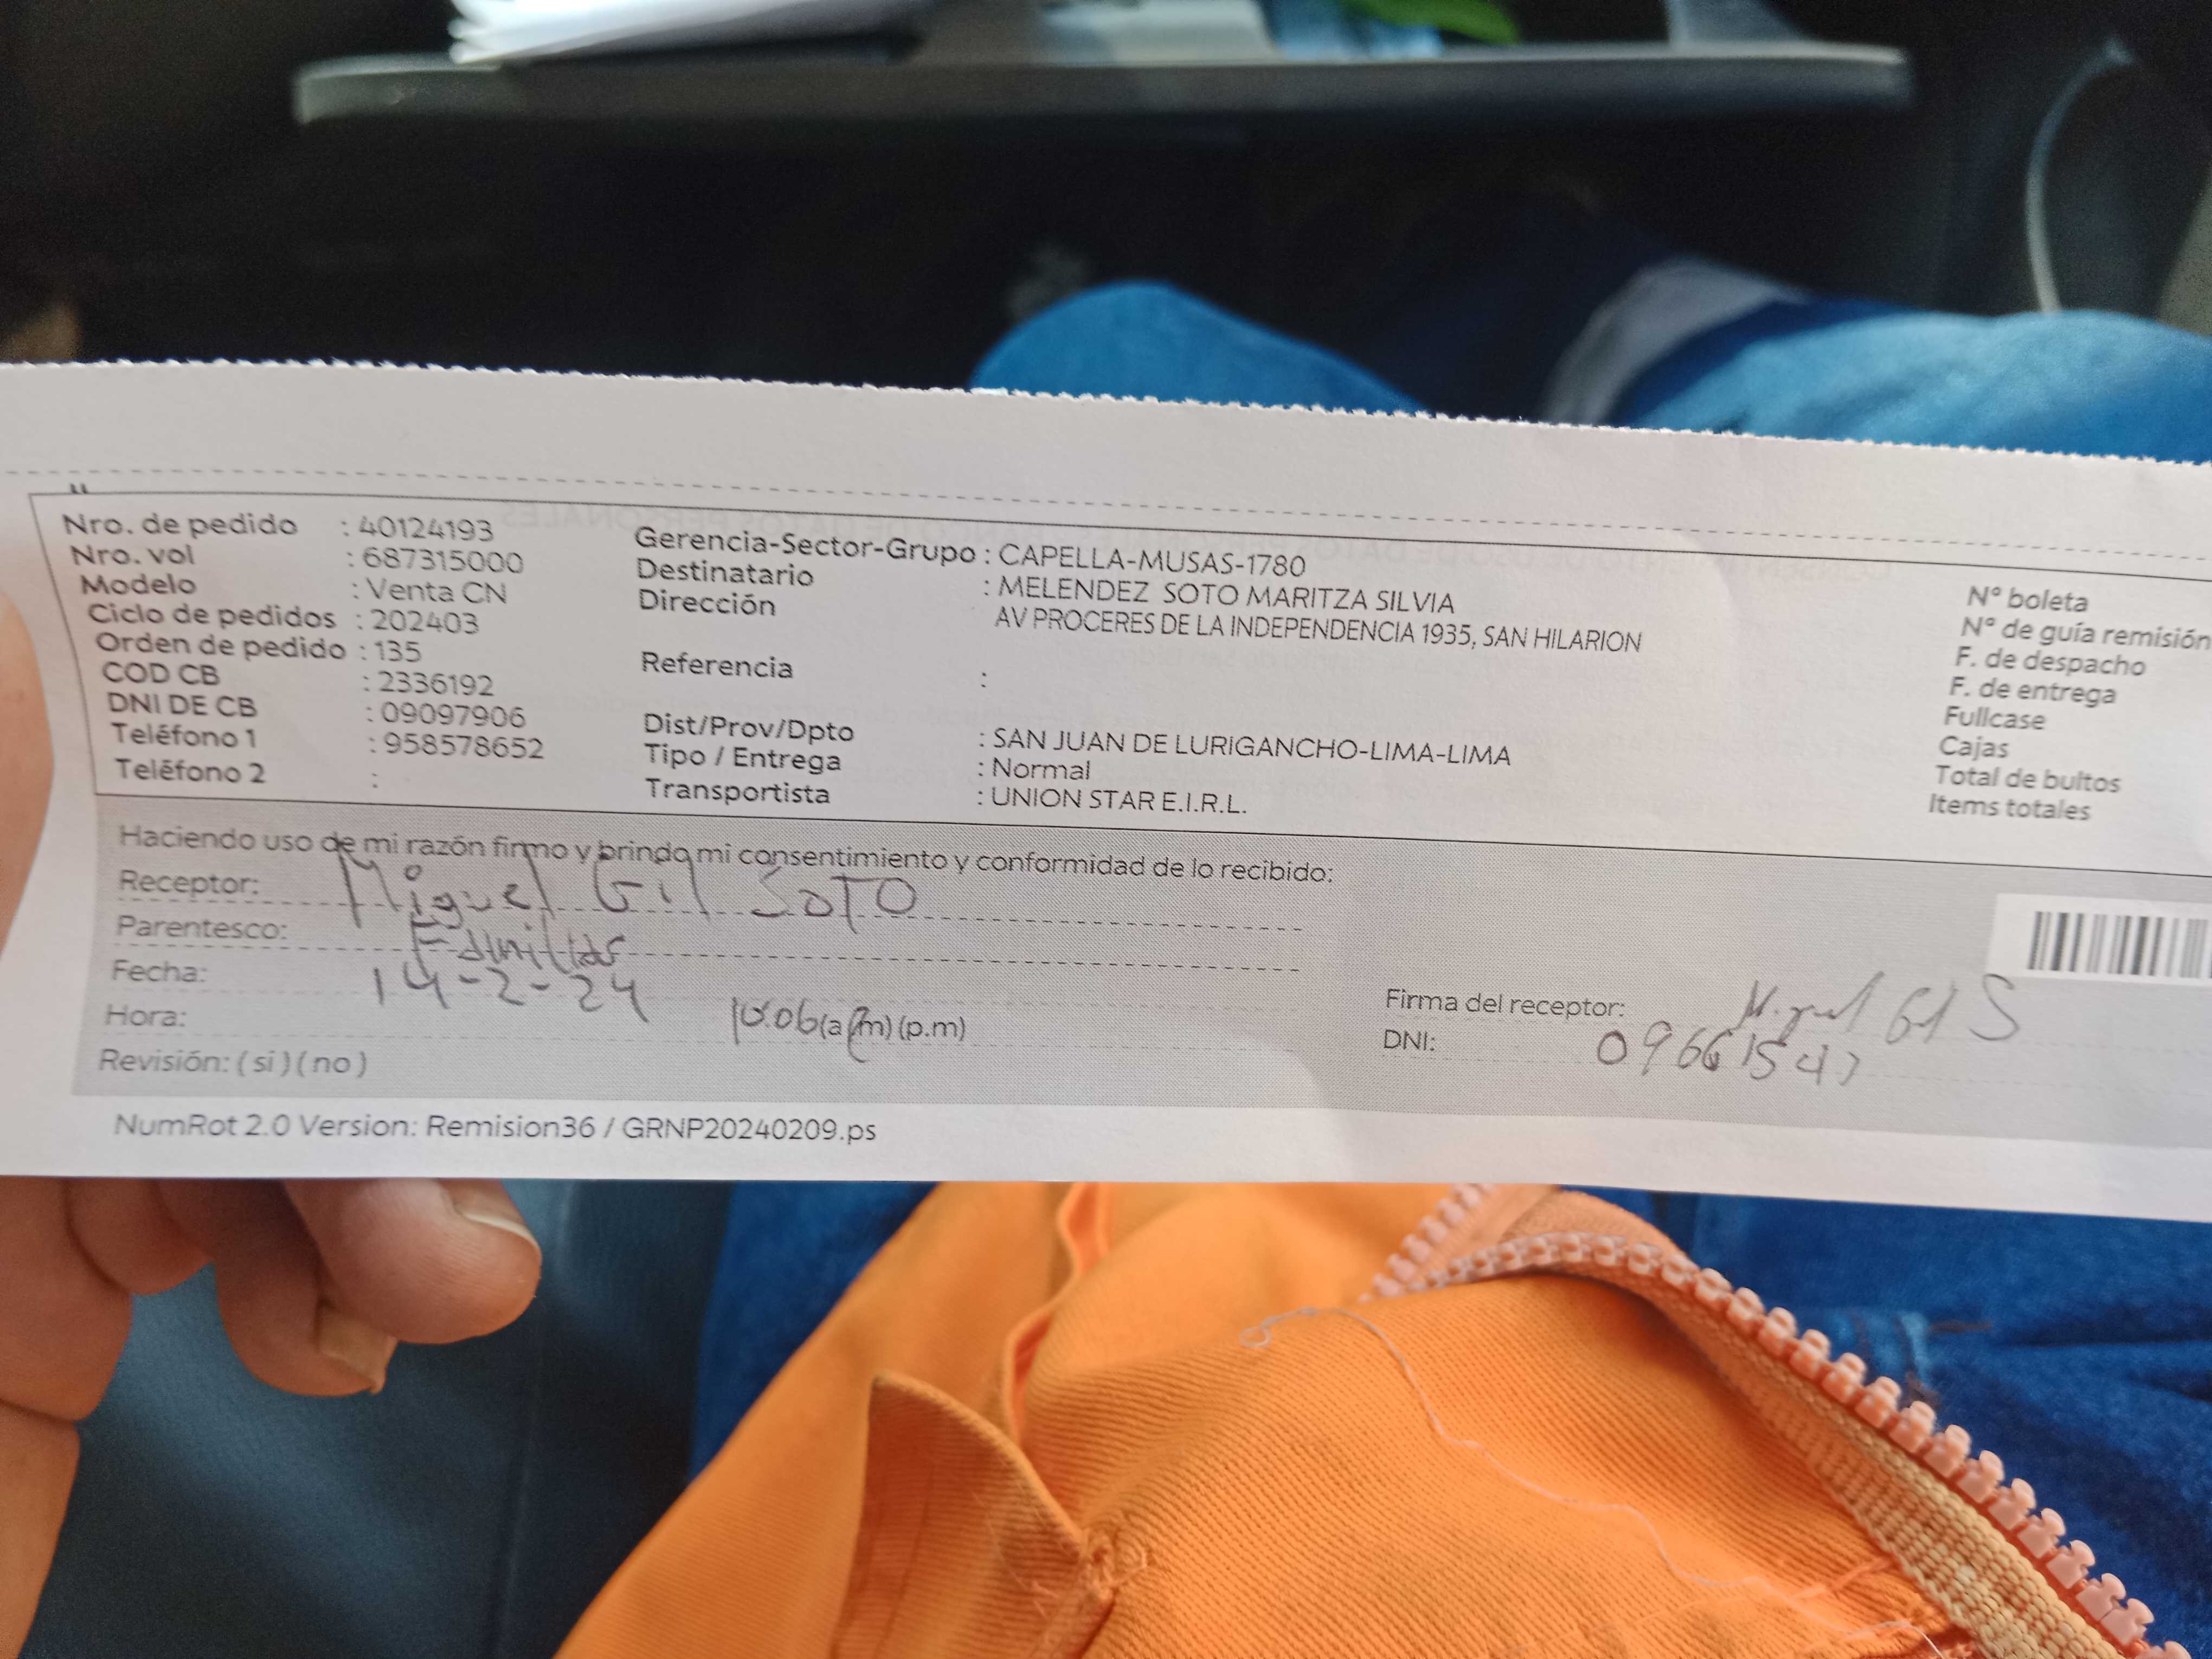 Nro. de pedido : 40124193
Nro. vol : 687315000
Modelo : Venta CN
Ciclo de pedidos : 202403
Orden de pedido : 135
COD CB : 2336192
DNI DE CB : 09097906
Teléfono 1 : 958578652
Teléfono 2 :
Gerencia-Sector-Grupo : CAPELLA-MUSAS-1780
Destinatario : MELENDEZ SOTO MARITZA SILVIA
Dirección AV PROCERES DE LA INDEPENDENCIA 1935, SAN HILARION
Referencia :
Dist/Prov/Dpto : SAN JUAN DE LURIGANCHO-LIMA-LIMA
Tipo / Entrega : Normal
Transportista : UNION STAR E.I.R.L.
N° boleta
N° de guía remisión
F. de despacho
F. de entrega
Fullcase
Cajas
Total de bultos
Items totales
Haciendo uso de mi razón firmo y brindo mi consentimiento y conformidad de lo recibido:
Receptor: Miguel Gil SOTO
Parentesco: Familiar
Fecha: 14-2-24
Hora: 10:06 (a.m) (p.m)
Revisión: ( si ) ( no )
Firma del receptor: Miguel Gil S
DNI:
NumRot 2.0 Version: Remision36 / GRNP20240209.ps